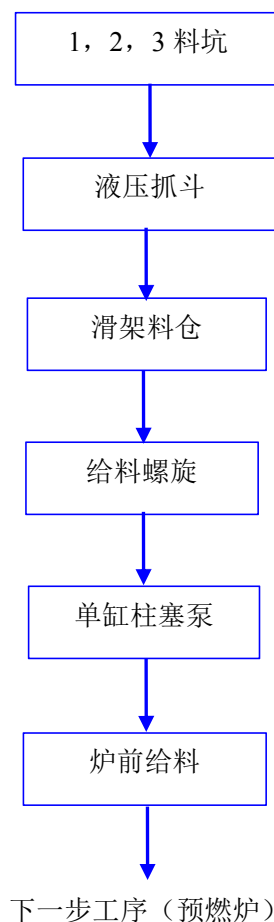 1，2，3 料坑
液压抓斗
滑架料仓
给料螺旋
单缸柱塞泵
炉前给料
下一步工序（预燃炉）